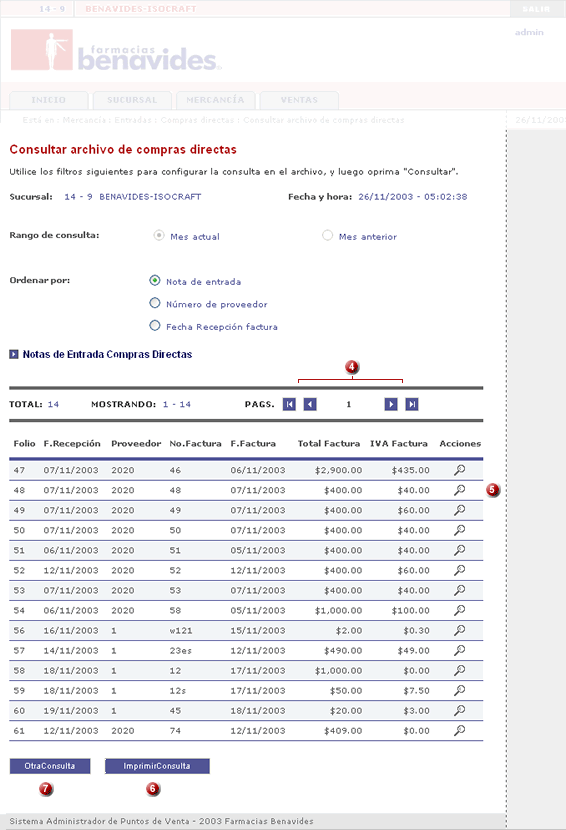 14 - 9 BENAVIDES-ISOCRAFT SALIR
admin
farmacias
benavides
INICIO SUCURSAL MERCANCÍA VENTAS
Está en : Mercancía : Entradas : Compras directas : Consultar archivo de compras directas 26/11/200
Consultar archivo de compras directas
Utilice los filtros siguientes para configurar la consulta en el archivo, y luego oprima "Consultar".
Sucursal: 14 - 9 BENAVIDES-ISOCRAFT Fecha y hora: 26/11/2003 - 05:02:38
Rango de consulta: Mes actual Mes anterior
Ordenar por: Nota de entrada
Número de proveedor
Fecha Recepción factura
Notas de Entrada Compras Directas
4
TOTAL: 14 MOSTRANDO: 1 - 14 PAGS. 1
Folio F.Recepción Proveedor No.Factura F.Factura Total Factura IVA Factura Acciones
47 07/11/2003 2020 46 06/11/2003 $2,900.00 $435.00
48 07/11/2003 2020 48 07/11/2003 $400.00 $40.00 5
49 07/11/2003 2020 49 07/11/2003 $400.00 $60.00
50 07/11/2003 2020 50 07/11/2003 $400.00 $40.00
51 06/11/2003 2020 51 05/11/2003 $400.00 $40.00
52 12/11/2003 2020 52 12/11/2003 $400.00 $60.00
53 07/11/2003 2020 53 07/11/2003 $400.00 $40.00
54 06/11/2003 2020 58 05/11/2003 $1,000.00 $100.00
56 16/11/2003 1 w121 15/11/2003 $2.00 $0.30
57 14/11/2003 1 23es 12/11/2003 $490.00 $49.00
58 18/11/2003 1 12 17/11/2003 $1,000.00 $0.00
59 18/11/2003 1 12s 17/11/2003 $50.00 $7.50
60 19/11/2003 1 45 18/11/2003 $20.00 $3.00
61 12/11/2003 2020 74 12/11/2003 $409.00 $0.00
OtraConsulta ImprimirConsulta
7 6
Sistema Administrador de Puntos de Venta - 2003 Farmacias Benavides